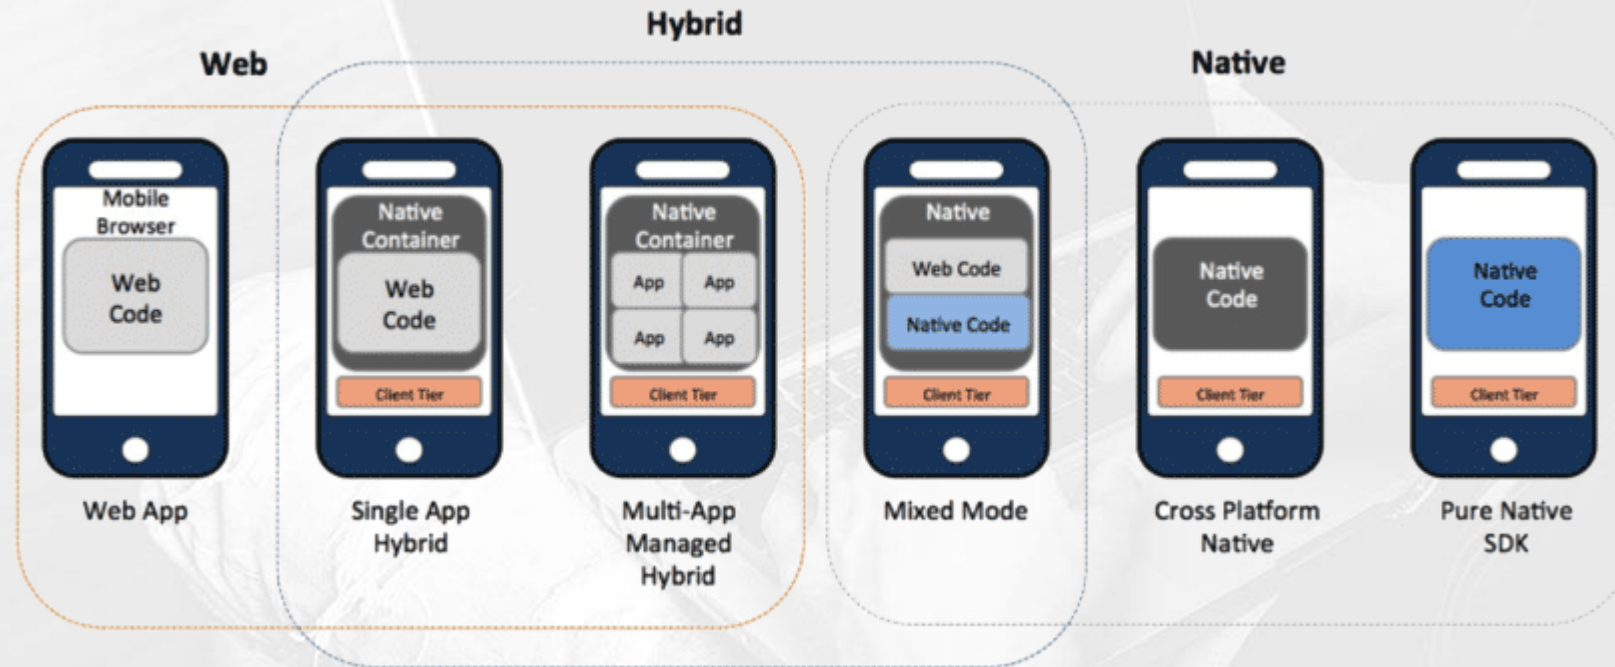 Hybrid
Web
Native
Mobile
Browser
Web
Code
Web App
Native
Container
Web
Code
Client Tier
Single App
Hybrid
Native
Container
App App
App App
Client Tier
Multi-App
Managed
Hybrid
Native
Web Code
Native Code
Client Tier
Mixed Mode
Native
Code
Client Tier
Cross Platform
Native
Native
Code
Client Tier
Pure Native
SDK